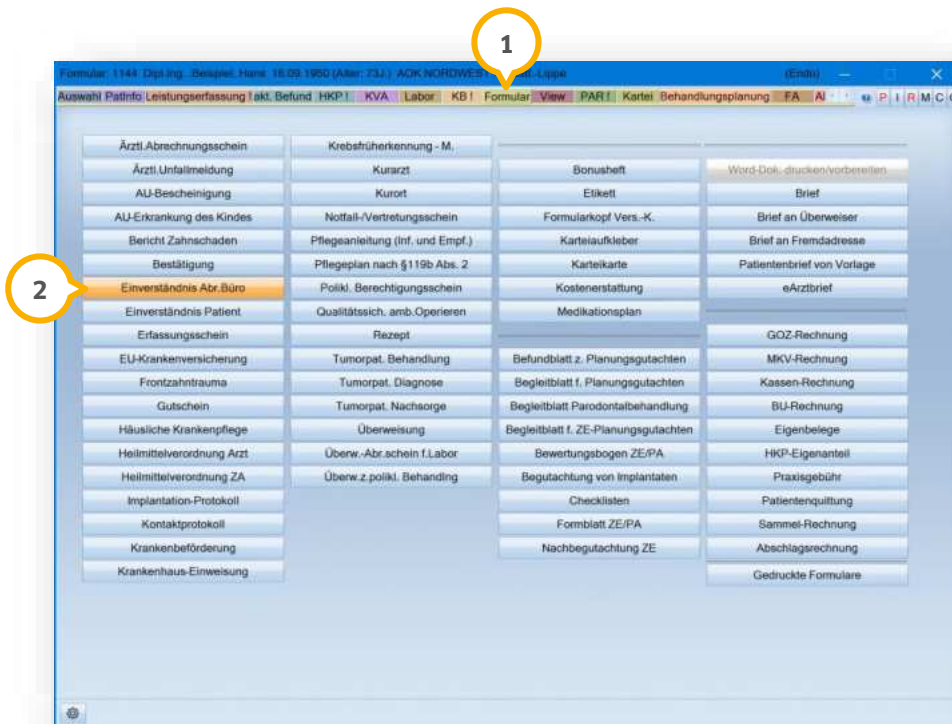 1
Formular: 1144 Dipl.Ing. Beispiel, Hans 16.09.1950 (Alter: 73J.) AOK NORDWEST -Lippe (Endo)
Auswahl PatInfo Leistungserfassung ! akt. Befund HKP ! KVA Labor KB ! Formular View PAR ! Kartei Behandlungsplanung FA P I R M C
Ärztl.Abrechnungsschein
Ärztl.Unfallmeldung
AU-Bescheinigung
AU-Erkrankung des Kindes
Bericht Zahnschaden
Bestätigung
2
Einverständnis Abr.Büro
Einverständnis Patient
Erfassungsschein
EU-Krankenversicherung
Frontzahntrauma
Gutschein
Häusliche Krankenpflege
Heilmittelverordnung Arzt
Heilmittelverordnung ZA
Implantation-Protokoll
Kontaktprotokoll
Krankenbeförderung
Krankenhaus-Einweisung
Krebsfrüherkennung - M.
Kurarzt
Kurort
Notfall-/Vertretungsschein
Pflegeanleitung (Inf. und Empf.)
Pflegeplan nach §119b Abs. 2
Polikl. Berechtigungsschein
Qualitätssich. amb.Operieren
Rezept
Tumorpat. Behandlung
Tumorpat. Diagnose
Tumorpat. Nachsorge
Überweisung
Überw.-Abr.schein f.Labor
Überw.z.polikl. Behandlng
Bonusheft
Etikett
Formularkopf Vers.-K.
Karteiaufkleber
Karteikarte
Kostenerstattung
Medikationsplan
Befundblatt z. Planungsgutachten
Begleitblatt f. Planungsgutachten
Begleitblatt Parodontalbehandlung
Begleitblatt f. ZE-Planungsgutachten
Bewertungsbogen ZE/PA
Begutachtung von Implantaten
Checklisten
Formblatt ZE/PA
Nachbegutachtung ZE
Word-Dok. drucken/vorbereiten
Brief
Brief an Überweiser
Brief an Fremdadresse
Patientenbrief von Vorlage
eArztbrief
GOZ-Rechnung
MKV-Rechnung
Kassen-Rechnung
BU-Rechnung
Eigenbelege
HKP-Eigenanteil
Praxisgebühr
Patientenquittung
Sammel-Rechnung
Abschlagsrechnung
Gedruckte Formulare